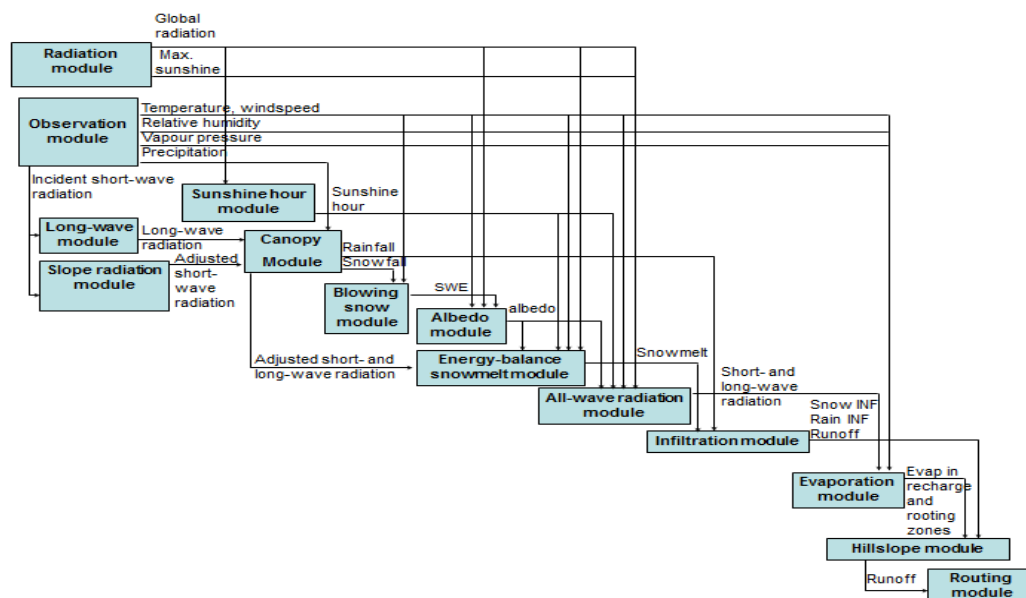 Global
radiation
Radiation
module
Max.
sunshine
Observation
module
Temperature, windspeed
Relative humidity
Vapour pressure
Precipitation
Incident short-wave
radiation
Sunshine hour
module
Sunshine
hour
Long-wave
module
Long-wave
radiation
Canopy
Module
Rainfall
Snowfall
Slope radiation
module
Adjusted
short-
wave
radiation
Blowing
snow
module
SWE
Albedo
module
albedo
Adjusted short- and
long-wave radiation
Energy-balance
snowmelt module
Snowmelt
All-wave radiation
module
Short- and
long-wave
radiation
Infiltration module
Snow INF
Rain INF
Runoff
Evaporation
module
Evap in
recharge
and
rooting
zones
Hillslope module
Runoff
Routing
module